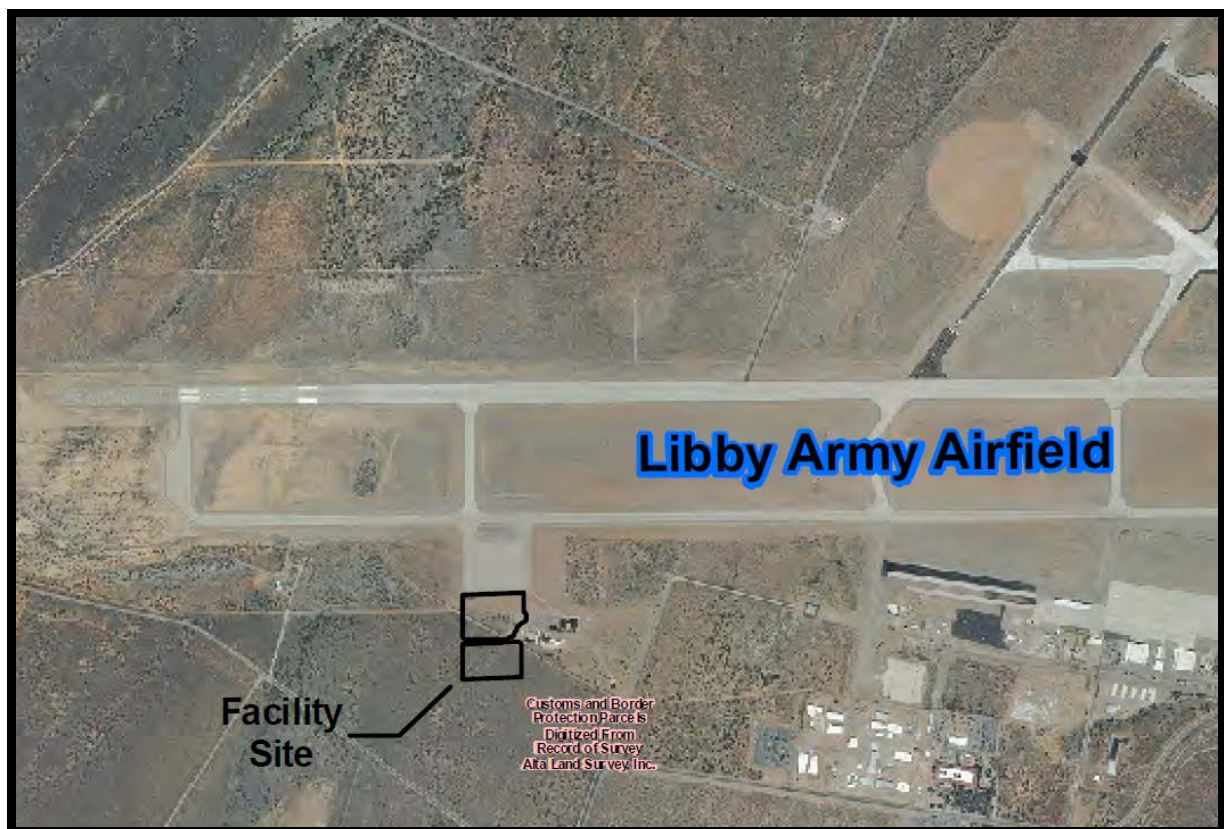 Libby Army Airfield
Facility
Site
Customs and Border
Protection Parcels
Digitized From
Record of Survey
Alta Land Survey, Inc.